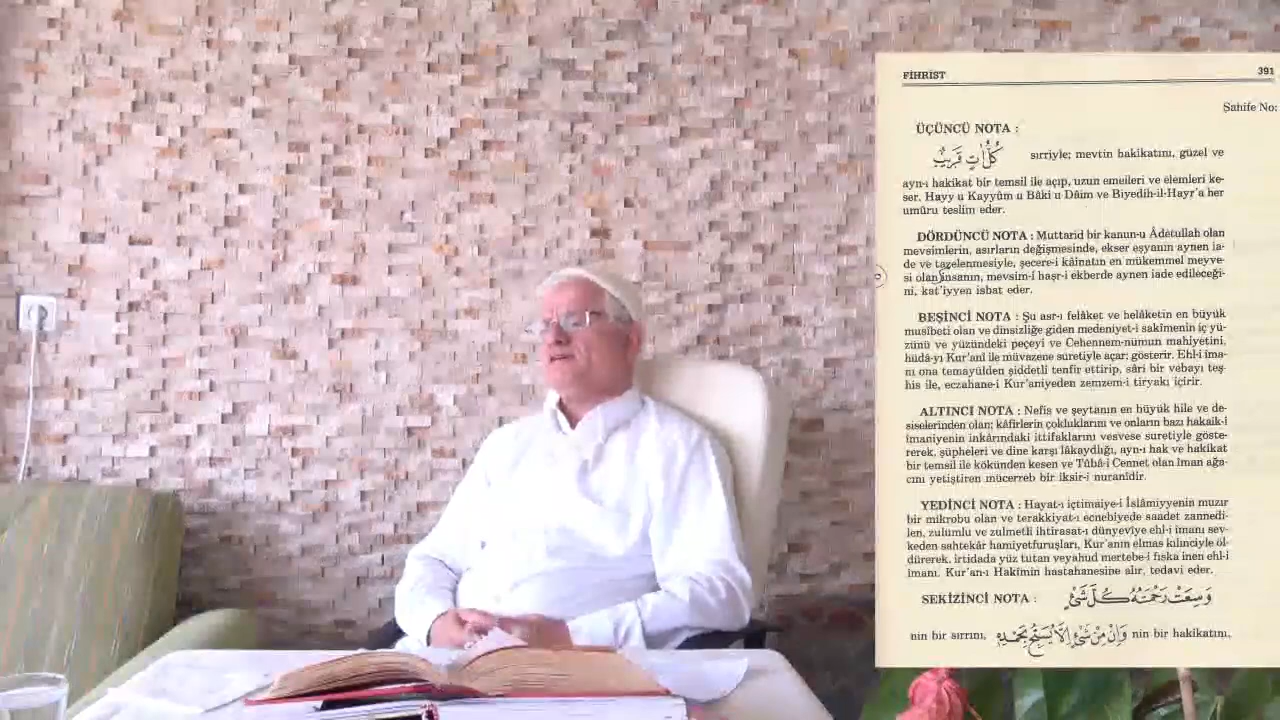 FİHRİST 391
Sahife No:
ÜÇÜNCÜ NOTA :
كُلُّ اٰتٍ قَرِيبٌ sırriyle; mevtin hakikatını, güzel ve
ayn-ı hakikat bir temsil ile açıp, uzun emelleri ve elemleri ke-
ser. Hayy u Kayyûm u Bâki u Dâim ve Biyedih-il-Hayr'a her
umûru teslim eder.
DÖRDÜNCÜ NOTA : Muttarid bir kanun-u Âdetullah olan
mevsimlerin, asırların değişmesinde, ekser eşyanın aynen ia-
de ve tazelenmesiyle, şecere-i kâinatın en mükemmel meyve-
si olan insanın, mevsim-i haşr-i ekberde aynen iade edileceği-
ni, kat'iyyen isbat eder.
BEŞİNCİ NOTA : Şu asr-ı felâket ve helâketin en büyük
musibeti olan ve dinsizliğe giden medeniyet-i sakîmenin iç yü-
zünü ve yüzündeki peçeyi ve Cehennem-nümun mahiyetini,
hüdâ-yı Kur'anî ile müvazene suretiyle açar; gösterir. Ehl-i îma-
nı ona temayülden şiddetli tenfir ettirip, sâri bir vebayı teş-
his ile, eczahane-i Kur'aniyeden zemzem-i tiryakı içirir.
ALTINCI NOTA : Nefis ve şeytanın en büyük hile ve de-
siselerinden olan; kâfirlerin çokluklarını ve onların bazı hakaik-i
îmaniyenin inkârındaki ittifaklarını vesvese suretiyle göste-
rerek, şüpheleri ve dine karşı lâkaydlığı, ayn-ı hak ve hakikat
bir temsil ile kökünden kesen ve Tûbâ-i Cennet olan îman ağa-
cını yetiştiren mücerreb bir iksir-i nuranîdir.
YEDİNCİ NOTA : Hayat-ı içtimaiye-i İslâmiyyenin muzır
bir mikrobu olan ve terakkiyat-ı ecnebiyede saadet zannedi-
len, zulümlu ve zulmetli ihtirasat-ı dünyeviye ehl-i îmanı sev-
keden sahtekâr hamiyetfuruşları, Kur'anın elmas kılınciyle öl-
dürerek, irtidada yüz tutan veyahud mertebe-i fıska inen ehl-i
îmanı, Kur'an-ı Hakîmin hastahanesine alır, tedavi eder.
SEKİZİNCİ NOTA : وَسِعَتْ رَحْمَتُهُ كُلَّ شَىْءٍ
nin bir sırrını, وَاِنْ مِنْ شَىْءٍ اِلَّا يُسَبِّحُ بِحَمْدِهِ nin bir hakikatını,